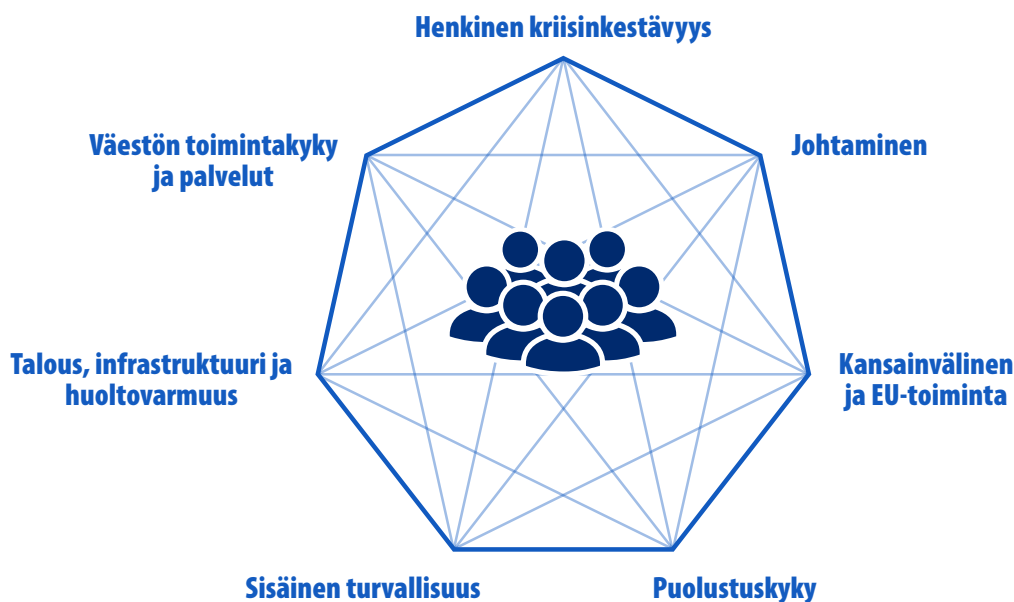 Henkinen kriisinkestävyys
Väestön toimintakyky
ja palvelut
Johtaminen
Talous, infrastruktuuri ja
huoltovarmuus
Kansainvälinen
ja EU-toiminta
Sisäinen turvallisuus
Puolustuskyky